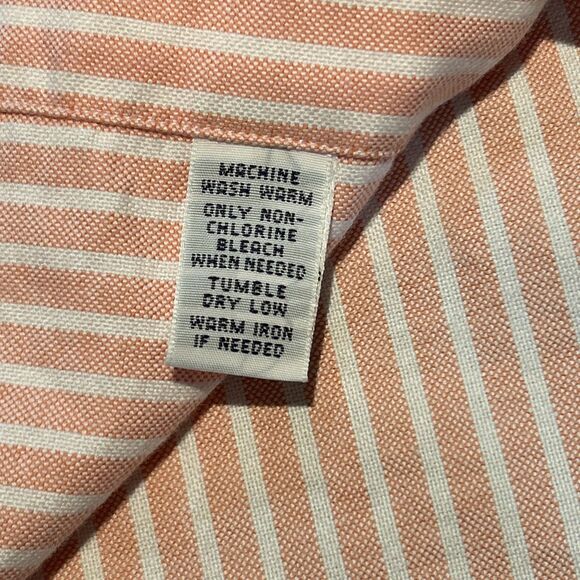 MACHINE
WASH WARM
ONLY NON-
CHLORINE
BLEACH
WHEN NEEDED
TUMBLE
DRY LOW
WARM IRON
IF NEEDED